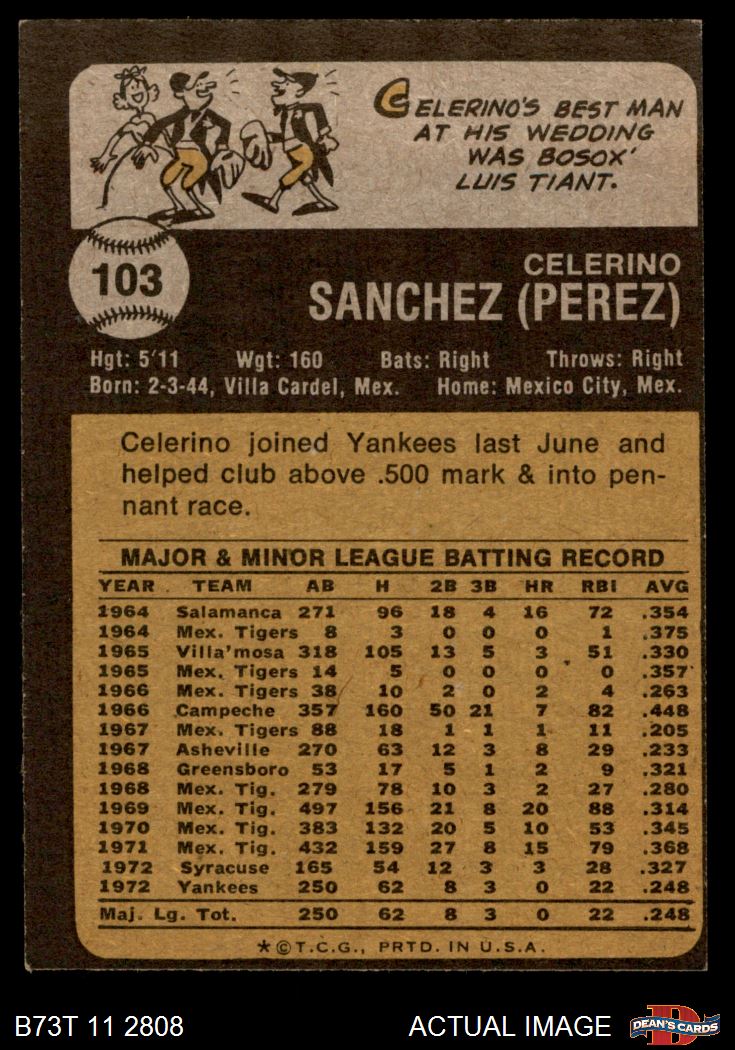 CELERINO'S BEST MAN
AT HIS WEDDING
WAS BOSOX'
LUIS TIANT.
103
CELERINO
SANCHEZ (PEREZ)
Hgt: 5'11 Wgt: 160 Bats: Right Throws: Right
Born: 2-3-44, Villa Cardel, Mex. Home: Mexico City, Mex.
Celerino joined Yankees last June and
helped club above .500 mark & into pen-
nant race.
MAJOR & MINOR LEAGUE BATTING RECORD
YEAR TEAM AB H 2B 3B HR RBI AVG
1964 Salamanca 271 96 18 4 16 72 .354
1964 Mex. Tigers 8 3 0 0 0 1 .375
1965 Villa'mosa 318 105 13 5 3 51 .330
1965 Mex. Tigers 14 5 0 0 0 0 .357
1966 Mex. Tigers 38 10 2 0 2 4 .263
1966 Campeche 357 160 50 21 7 82 .448
1967 Mex. Tigers 88 18 1 1 1 11 .205
1967 Asheville 270 63 12 3 8 29 .233
1968 Greensboro 53 17 5 1 2 9 .321
1968 Mex. Tig. 279 78 10 3 2 27 .280
1969 Mex. Tig. 497 156 21 8 20 88 .314
1970 Mex. Tig. 383 132 20 5 10 53 .345
1971 Mex. Tig. 432 159 27 8 15 79 .368
1972 Syracuse 165 54 12 3 3 28 .327
1972 Yankees 250 62 8 3 0 22 .248
Maj. Lg. Tot. 250 62 8 3 0 22 .248
*©T.C.G., PRTD. IN U.S.A.
B73T 11 2808 ACTUAL IMAGE DEAN'S CARDS